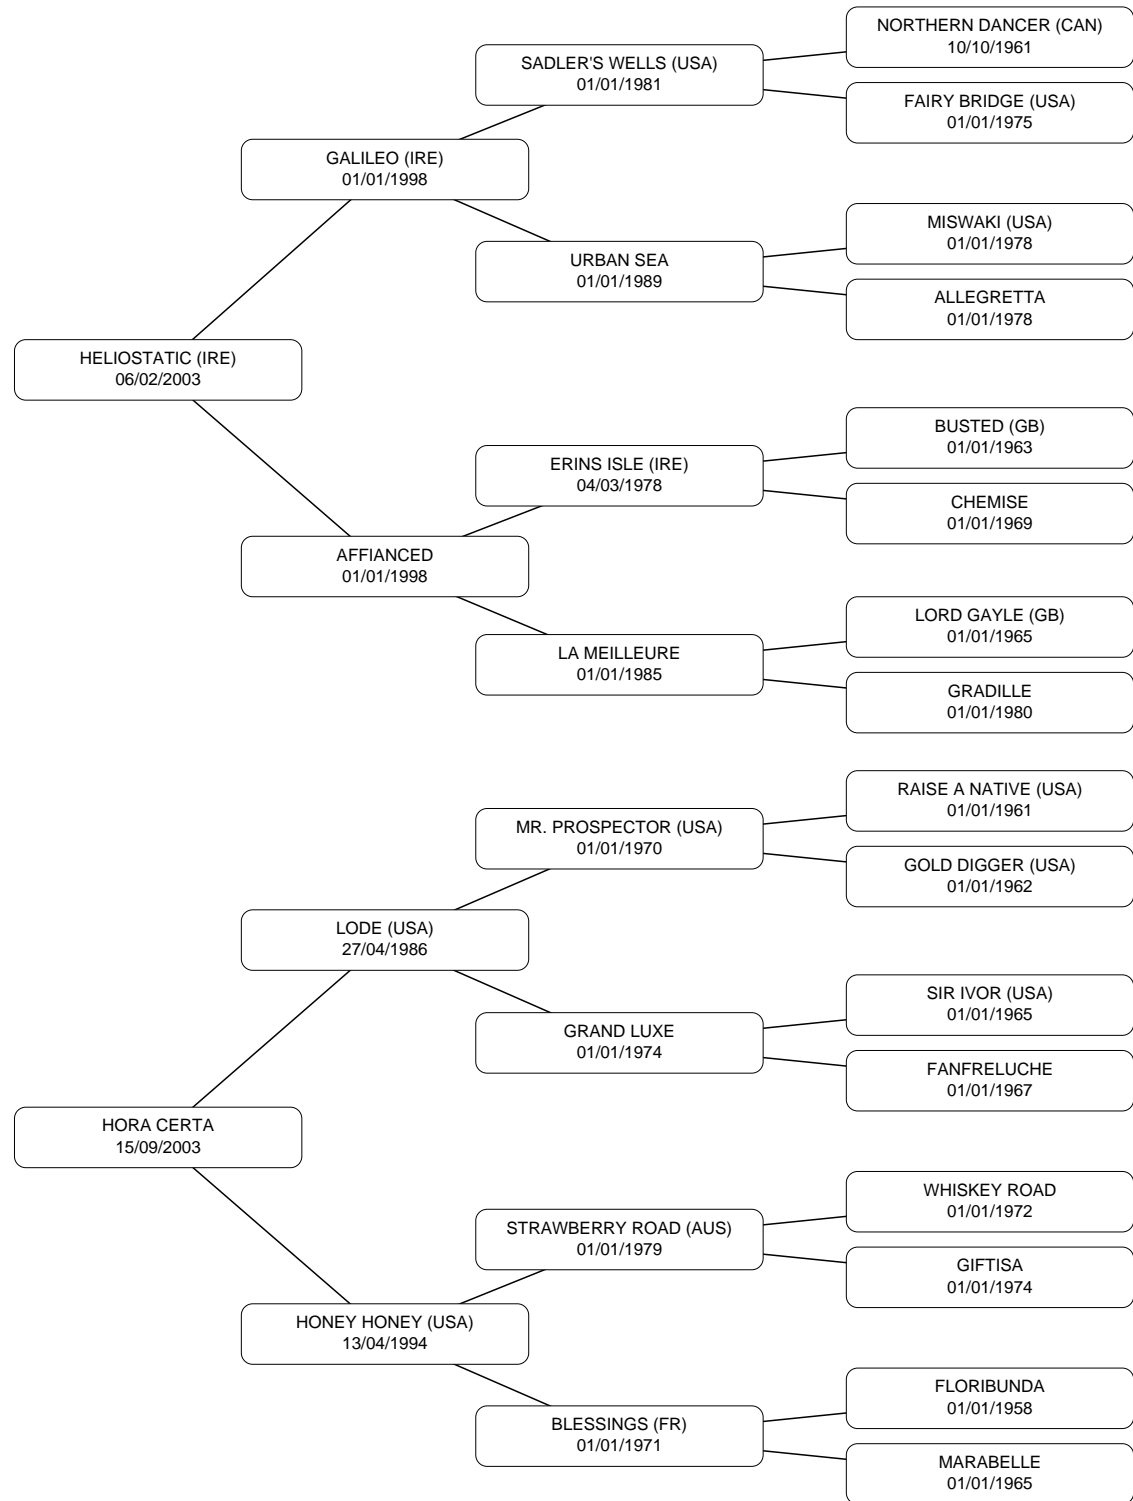 NORTHERN DANCER (CAN)
10/10/1961
SADLER'S WELLS (USA)
01/01/1981
FAIRY BRIDGE (USA)
01/01/1975
GALILEO (IRE)
01/01/1998
MISWAKI (USA)
01/01/1978
URBAN SEA
01/01/1989
ALLEGRETTA
01/01/1978
HELIOSTATIC (IRE)
06/02/2003
BUSTED (GB)
01/01/1963
ERINS ISLE (IRE)
04/03/1978
CHEMISE
01/01/1969
AFFIANCED
01/01/1998
LORD GAYLE (GB)
01/01/1965
LA MEILLEURE
01/01/1985
GRADILLE
01/01/1980
RAISE A NATIVE (USA)
01/01/1961
MR. PROSPECTOR (USA)
01/01/1970
GOLD DIGGER (USA)
01/01/1962
LODE (USA)
27/04/1986
SIR IVOR (USA)
01/01/1965
GRAND LUXE
01/01/1974
FANFRELUCHE
01/01/1967
HORA CERTA
15/09/2003
WHISKEY ROAD
01/01/1972
STRAWBERRY ROAD (AUS)
01/01/1979
GIFTISA
01/01/1974
HONEY HONEY (USA)
13/04/1994
FLORIBUNDA
01/01/1958
BLESSINGS (FR)
01/01/1971
MARABELLE
01/01/1965